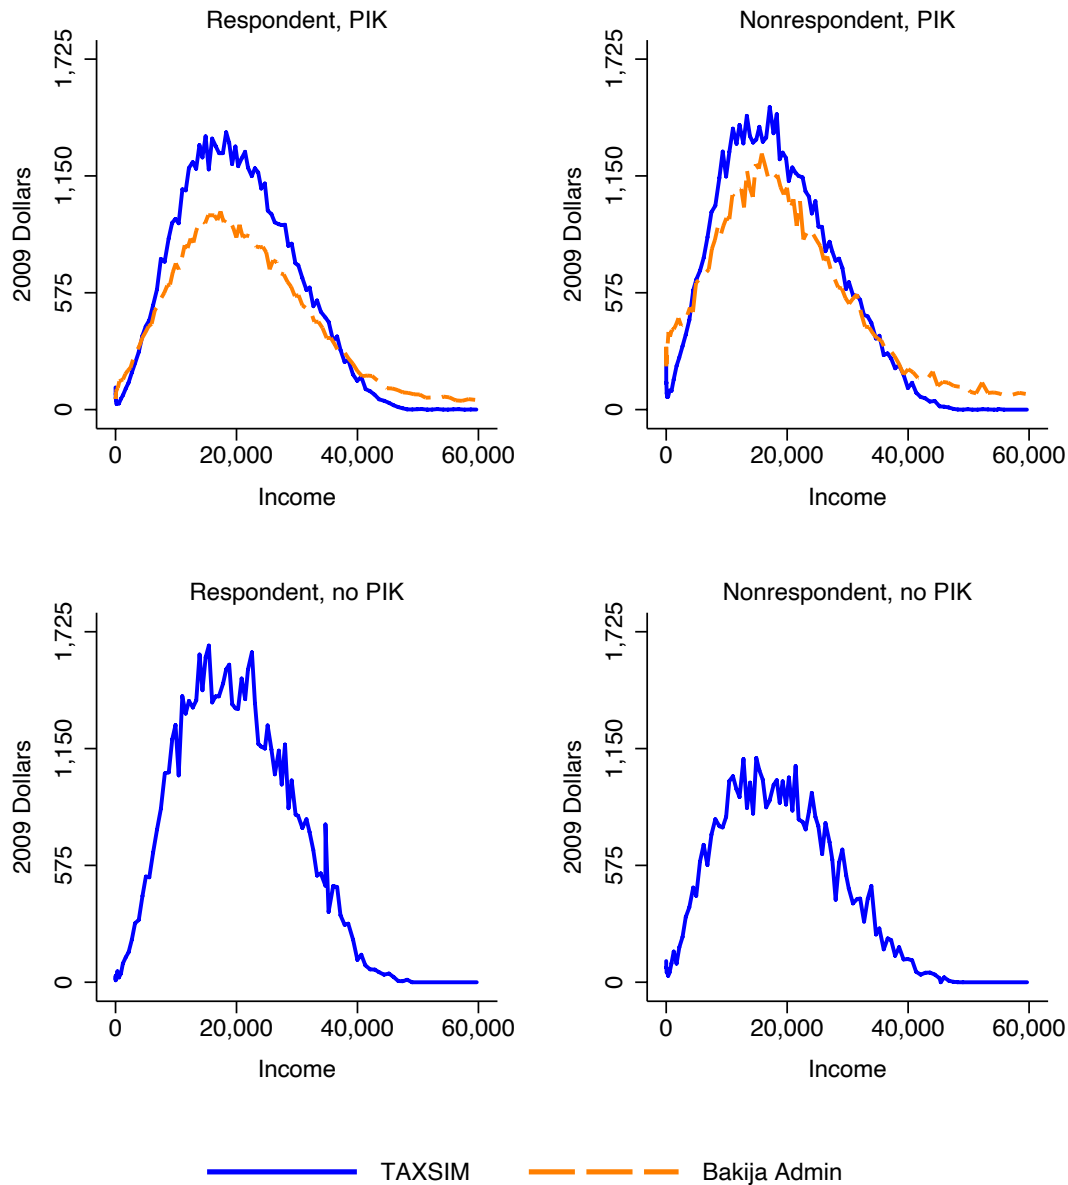 Respondent, PIK
2009 Dollars
1,725
1,150
575
0
0 20,000 40,000 60,000
Income
Nonrespondent, PIK
2009 Dollars
1,725
1,150
575
0
0 20,000 40,000 60,000
Income
Respondent, no PIK
2009 Dollars
1,725
1,150
575
0
0 20,000 40,000 60,000
Income
Nonrespondent, no PIK
2009 Dollars
1,725
1,150
575
0
0 20,000 40,000 60,000
Income
TAXSIM Bakija Admin